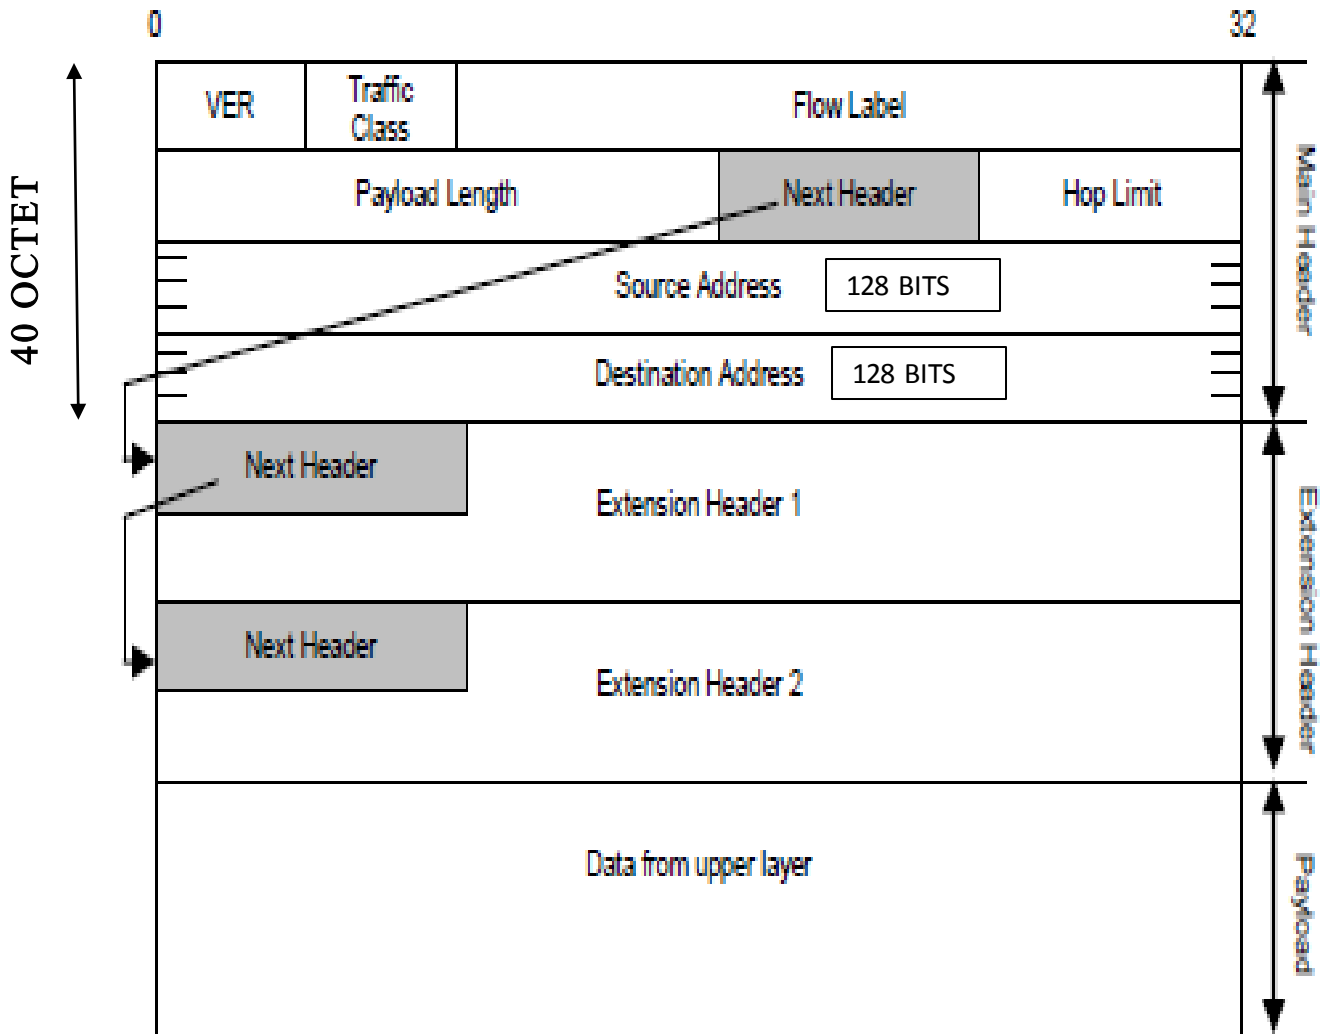 0
32
VER
Traffic
Class
Flow Label
Payload Length
Next Header
Hop Limit
Source Address
128 BITS
Destination Address
128 BITS
Next Header
Extension Header 1
Next Header
Extension Header 2
Data from upper layer
40 OCTET
Main Header
Extension Header
Payload